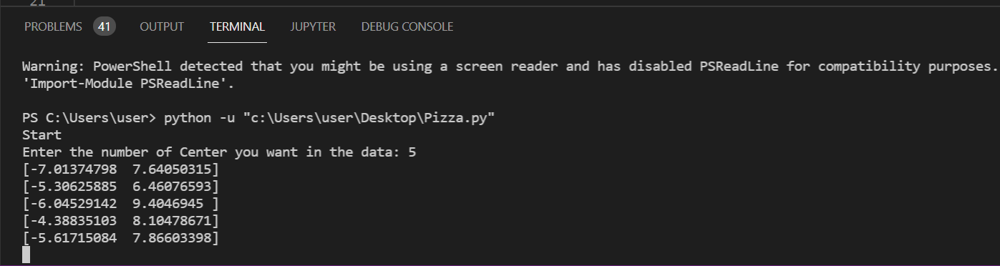 21
PROBLEMS 41 OUTPUT TERMINAL JUPYTER DEBUG CONSOLE
Warning: PowerShell detected that you might be using a screen reader and has disabled PSReadLine for compatibility purposes.
'Import-Module PSReadLine'.
PS C:\Users\user> python -u "c:\Users\user\Desktop\Pizza.py"
Start
Enter the number of Center you want in the data: 5
[-7.01374798  7.64050315]
[-5.30625885  6.46076593]
[-6.04529142  9.4046945 ]
[-4.38835103  8.10478671]
[-5.61715084  7.86603398]